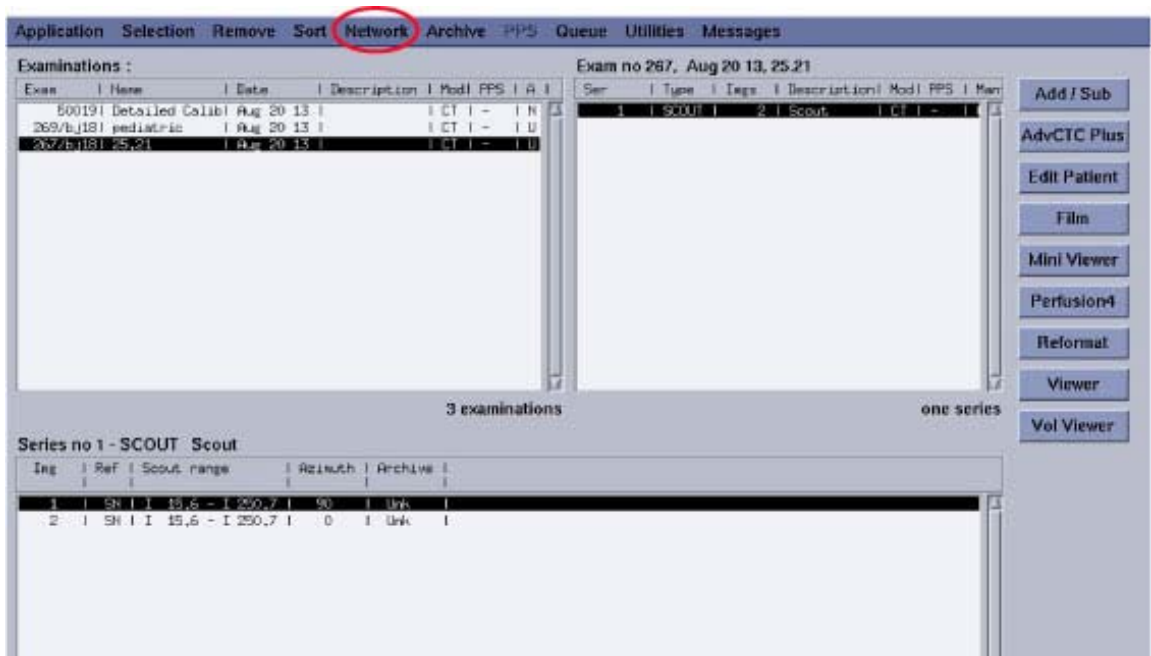 Application Selection Remove Sort Network Archive PPS Queue Utilities Messages
Examinations :
Exam | Name | Date | Description | Mod| PPS | A |
50019| Detailed Calib| Aug 20 13 | | CT | - | N
269/bj18| pediatric | Aug 20 13 | | CT | - | U
267/bj18| 25,21 | Aug 20 13 | | CT | - | U
3 examinations
Exam no 267, Aug 20 13, 25.21
Ser | Type | Imgs | Description| Mod| PPS | Man
1 | SCOUT | 2 | Scout | CT | - |
one series
Add / Sub
AdvCTC Plus
Edit Patient
Film
Mini Viewer
Perfusion4
Reformat
Viewer
Vol Viewer
Series no 1 - SCOUT Scout
Img | Ref | Scout range | Azimuth | Archive |
1 | SN | I 15,6 - I 250,7 | 90 | Unk |
2 | SN | I 15,6 - I 250,7 | 0 | Unk |